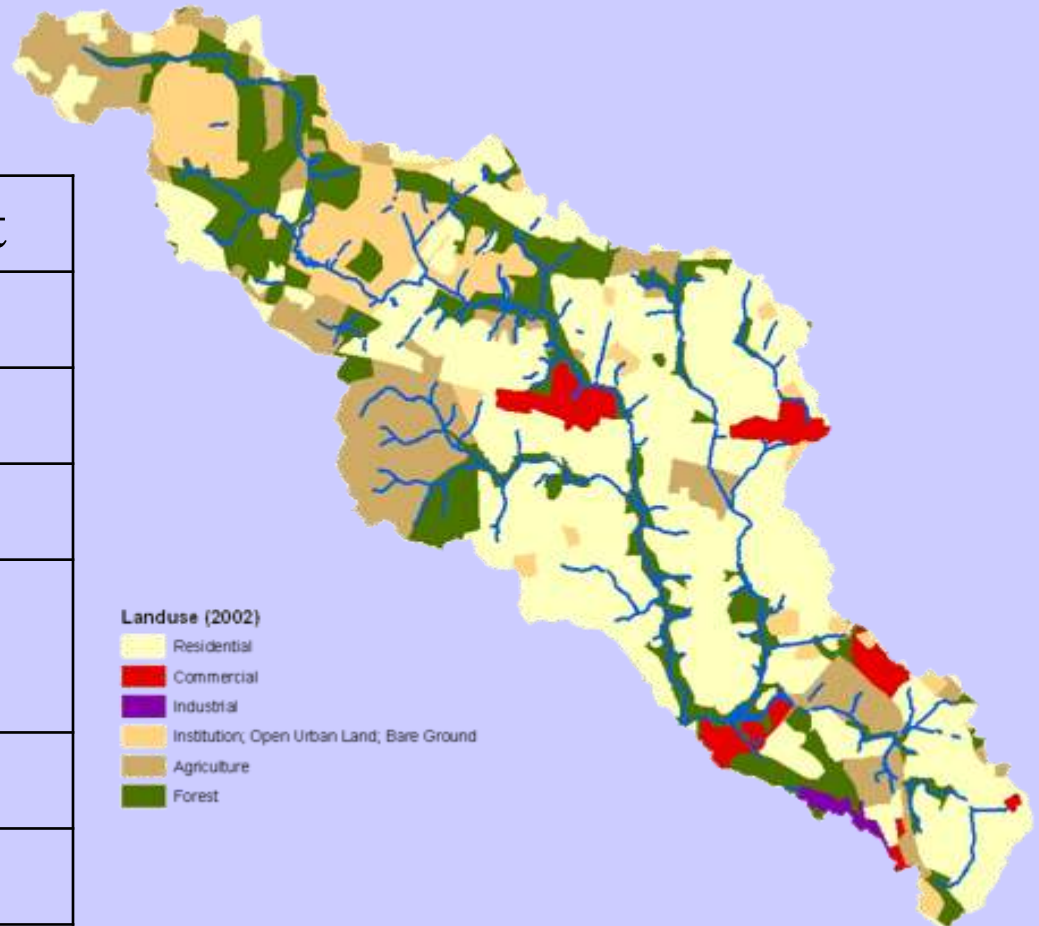 t
Landuse (2002)
Residential
Commercial
Industrial
Institution; Open Urban Land; Bare Ground
Agriculture
Forest